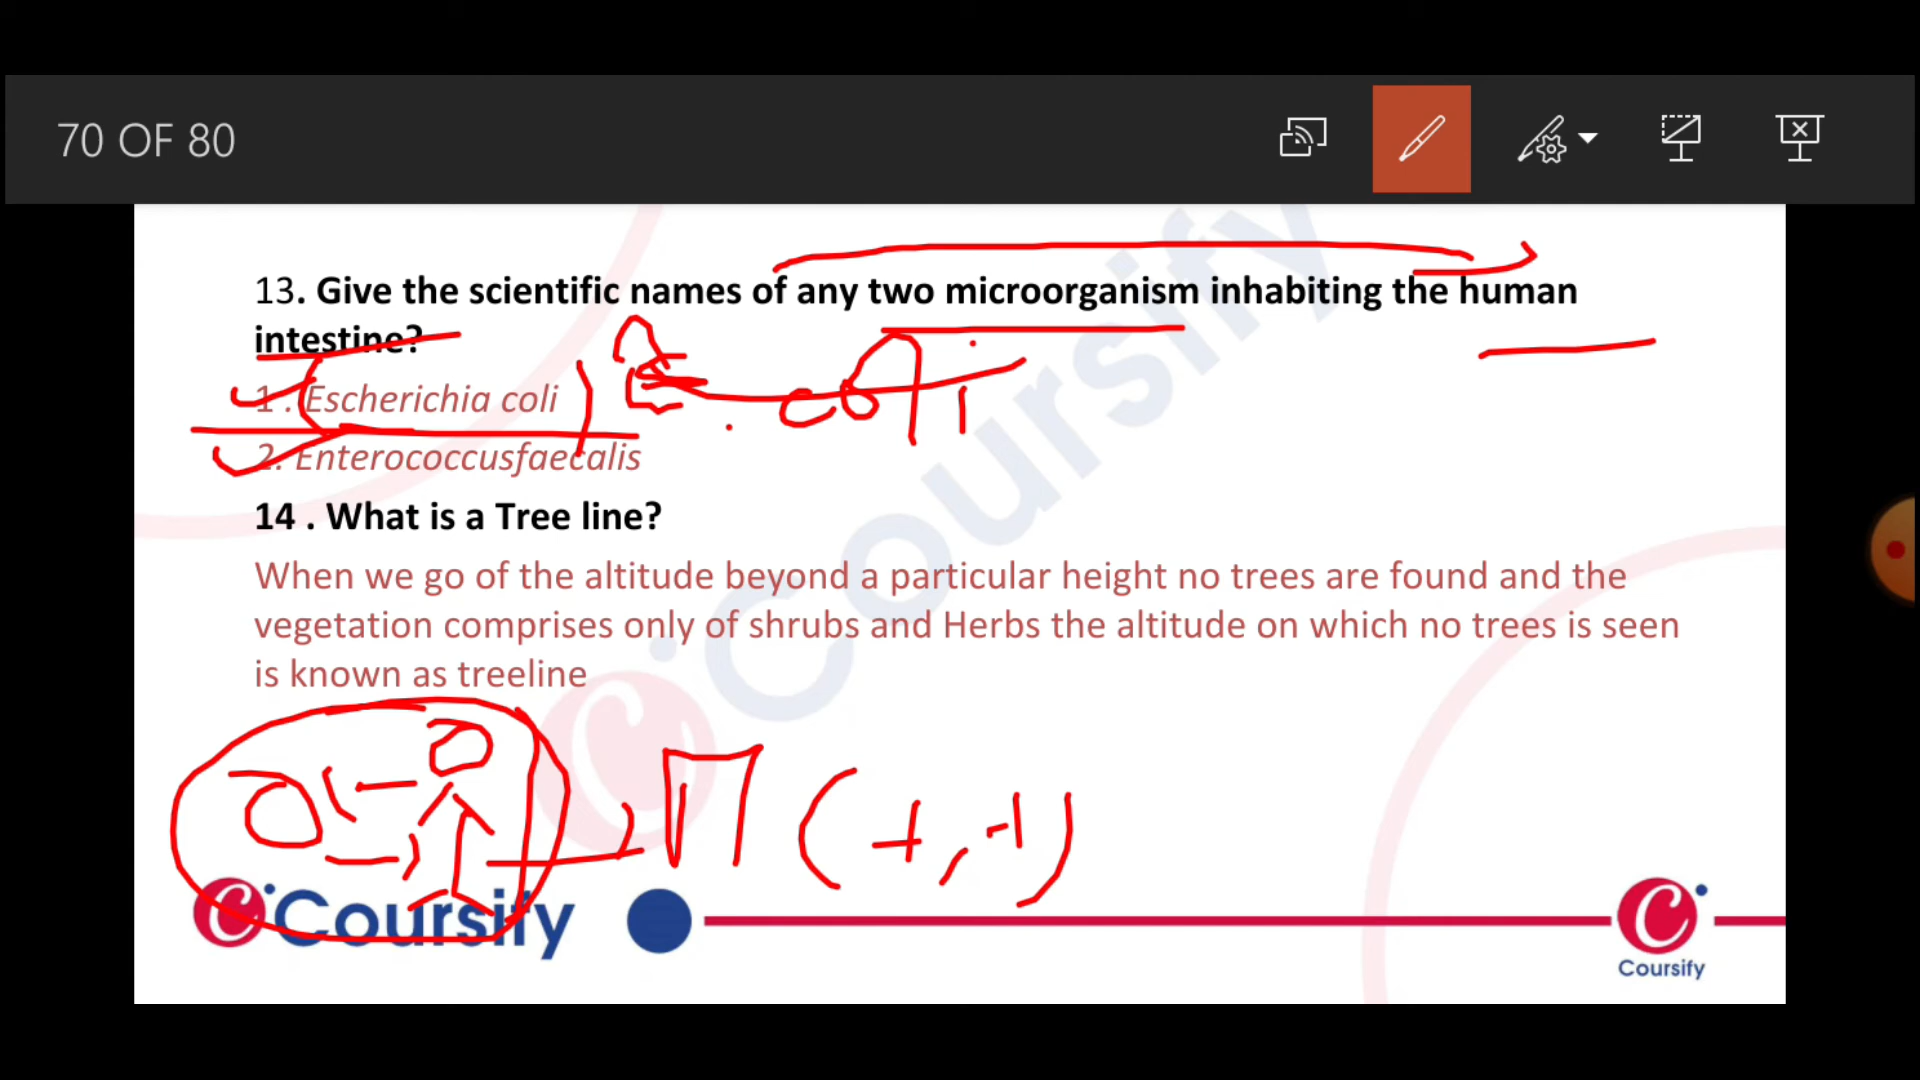 70 OF 80
13. Give the scientific names of any two microorganism inhabiting the human
intestine?
1 . Escherichia coli
E. coli
2. Enterococcusfaecalis
14 . What is a Tree line?
When we go of the altitude beyond a particular height no trees are found and the
vegetation comprises only of shrubs and Herbs the altitude on which no trees is seen
is known as treeline
(+, -)
Coursify
Coursify
Coursify